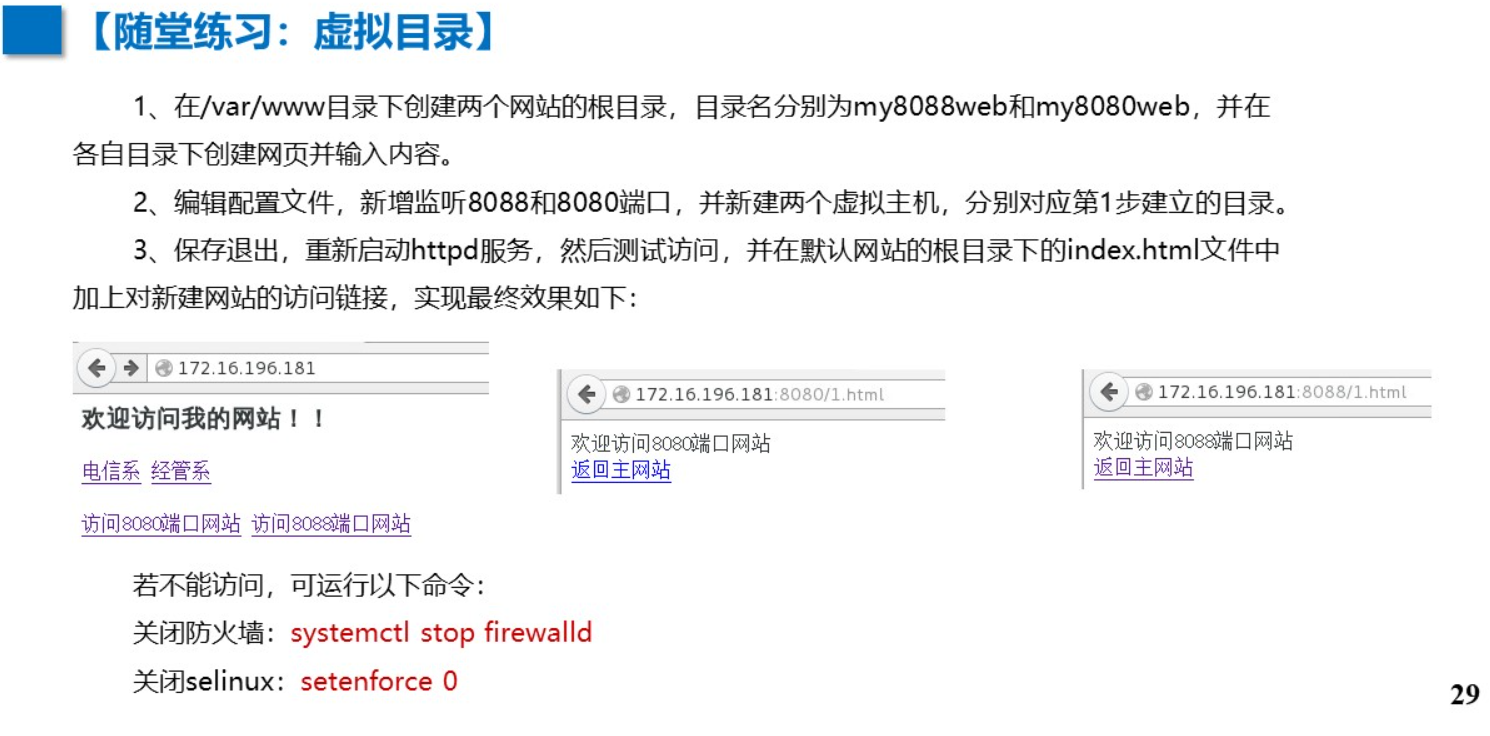 【随堂练习：虚拟目录】
1、在/var/www目录下创建两个网站的根目录，目录名分别为my8088web和my8080web，并在
各自目录下创建网页并输入内容。
2、编辑配置文件，新增监听8088和8080端口，并新建两个虚拟主机，分别对应第1步建立的目录。
3、保存退出，重新启动httpd服务，然后测试访问，并在默认网站的根目录下的index.html文件中
加上对新建网站的访问链接，实现最终效果如下：
172.16.196.181
欢迎访问我的网站！！
电信系 经管系
访问8080端口网站 访问8088端口网站
172.16.196.181:8080/1.html
欢迎访问8080端口网站
返回主网站
172.16.196.181:8088/1.html
欢迎访问8088端口网站
返回主网站
若不能访问，可运行以下命令：
关闭防火墙：systemctl stop firewalld
关闭selinux：setenforce 0
29